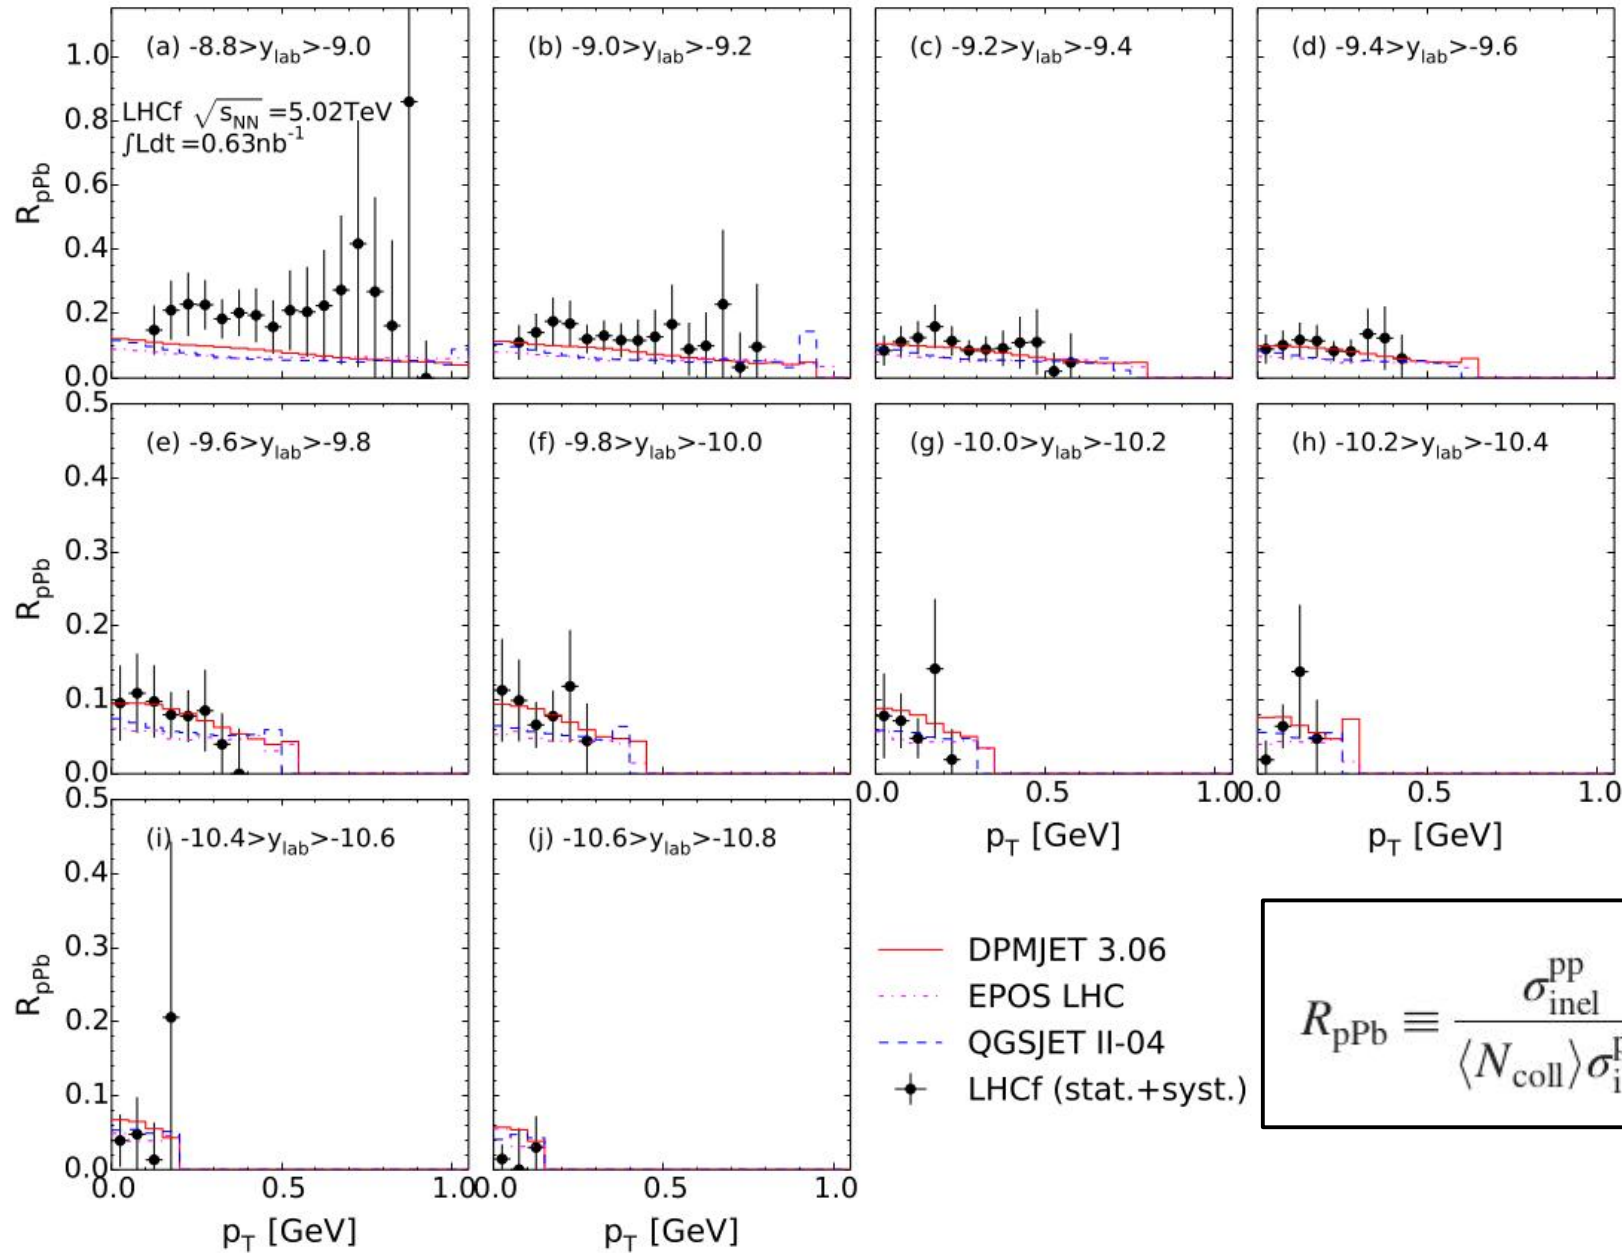 (a) -8.8>y_lab>-9.0
LHCf √s_NN =5.02TeV
∫Ldt =0.63nb⁻¹
(b) -9.0>y_lab>-9.2
(c) -9.2>y_lab>-9.4
(d) -9.4>y_lab>-9.6
R_pPb
1.0
0.8
0.6
0.4
0.2
0.0
(e) -9.6>y_lab>-9.8
(f) -9.8>y_lab>-10.0
(g) -10.0>y_lab>-10.2
(h) -10.2>y_lab>-10.4
R_pPb
0.5
0.4
0.3
0.2
0.1
0.0
0.0 0.5 1.0
p_T [GeV]
0.0 0.5 1.0
p_T [GeV]
(i) -10.4>y_lab>-10.6
(j) -10.6>y_lab>-10.8
R_pPb
0.5
0.4
0.3
0.2
0.1
0.0
0.0 0.5 1.0
p_T [GeV]
0.0 0.5 1.0
p_T [GeV]
DPMJET 3.06
EPOS LHC
QGSJET II-04
LHCf (stat.+syst.)
σ^pp_inel
R_pPb ≡
⟨N_coll⟩σ